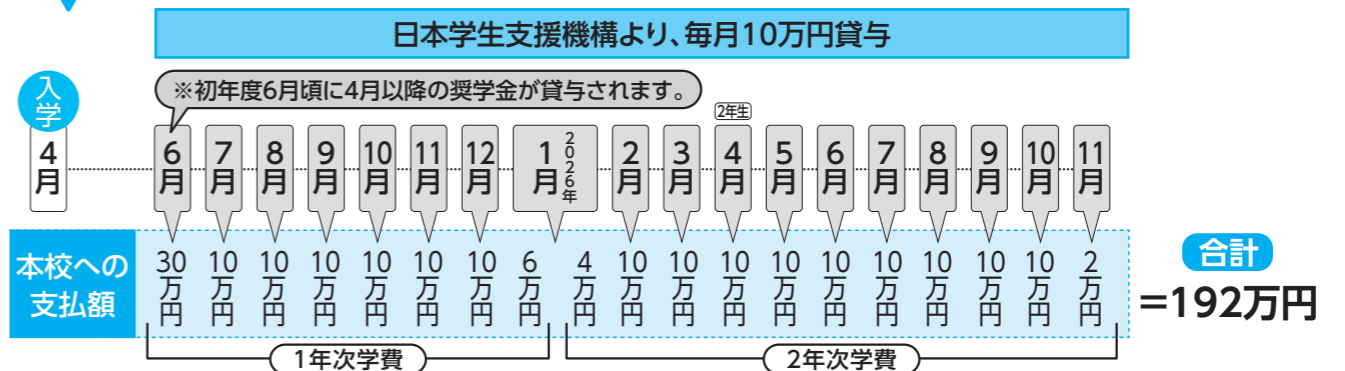 日本学生支援機構より、毎月10万円貸与
入学
※初年度6月頃に4月以降の奨学金が貸与されます。
2年生
4月 6月 7月 8月 9月 10月 11月 12月 1月 2026年 2月 3月 4月 5月 6月 7月 8月 9月 10月 11月
本校への
支払額
30万円 10万円 10万円 10万円 10万円 10万円 10万円 6万円 4万円 10万円 10万円 10万円 10万円 10万円 10万円 10万円 10万円 10万円 2万円
合計
=192万円
1年次学費 2年次学費